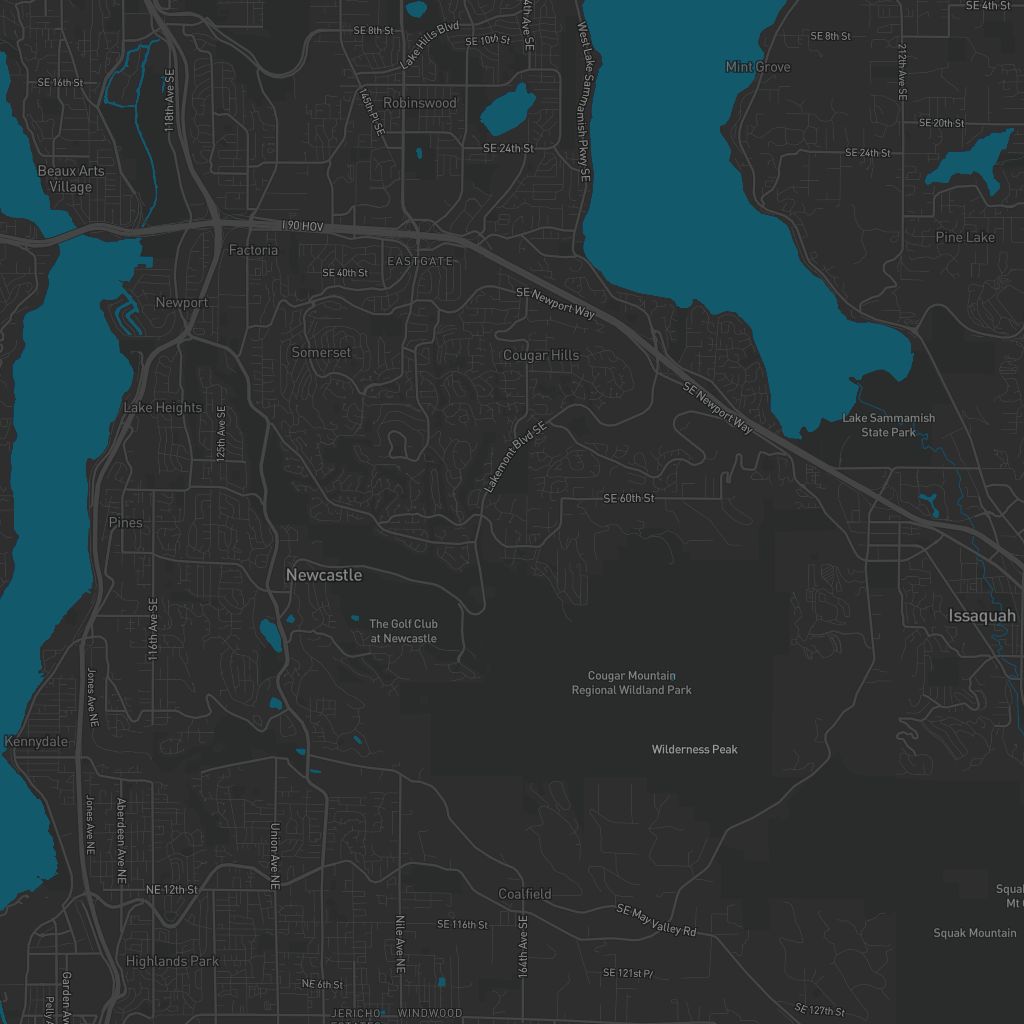 SE 4th St
SE 8th St
Lake Hills Blvd
SE 10th St
4th Ave SE
West Lake Sammamish Pkwy SE
SE 8th St
212th Ave SE
Mint Grove
SE 16th St
118th Ave SE
145th Pl SE
Robinswood
SE 20th St
SE 24th St
SE 24th St
Beaux Arts
Village
I 90 HOV
Factoria
EASTGATE
SE 40th St
Pine Lake
Newport
SE Newport Way
Somerset
Cougar Hills
SE Newport Way
Lake Heights
125th Ave SE
Lakemont Blvd SE
Lake Sammamish
State Park
SE 60th St
Pines
Newcastle
116th Ave SE
The Golf Club
at Newcastle
Issaquah
Jones Ave NE
Cougar Mountain
Regional Wildland Park
Kennydale
Wilderness Peak
Jones Ave NE
Aberdeen Ave NE
Union Ave NE
NE 12th St
Coalfield
Squak
Mt
SE May Valley Rd
Nile Ave NE
SE 116th St
164th Ave SE
Squak Mountain
Highlands Park
Garden Av
Pelly A
NE 6th St
SE 121st Pl
SE 127th St
JERICHO
ESTATES
WINDWOOD